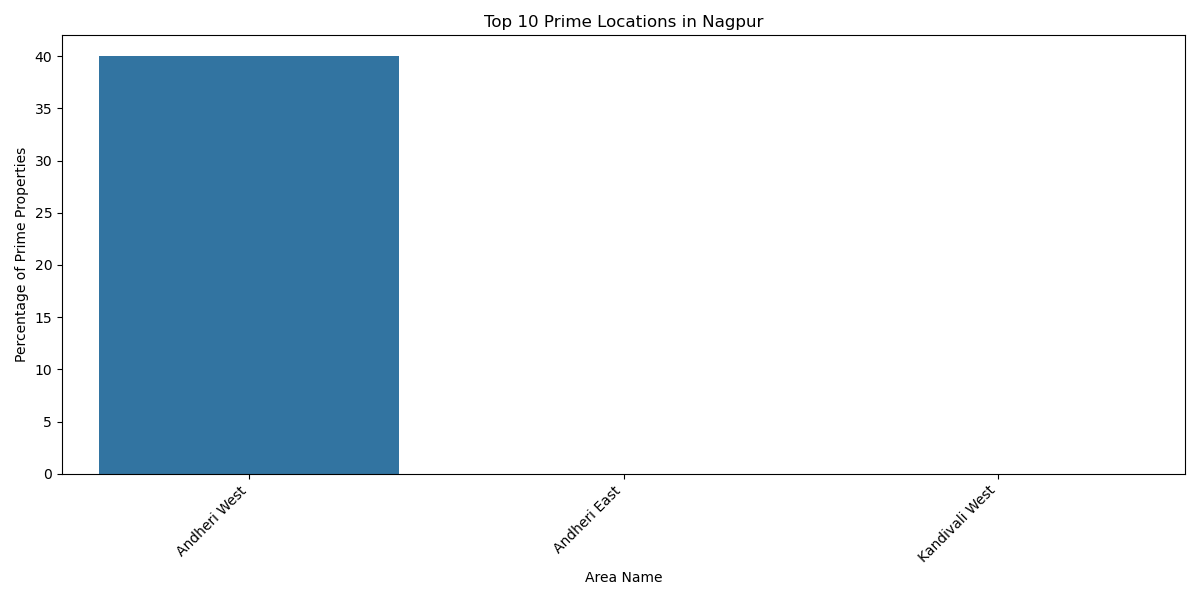 Top 10 Prime Locations in Nagpur
Percentage of Prime Properties
40
35
30
25
20
15
10
5
0
Andheri West
Andheri East
Kandivali West
Area Name